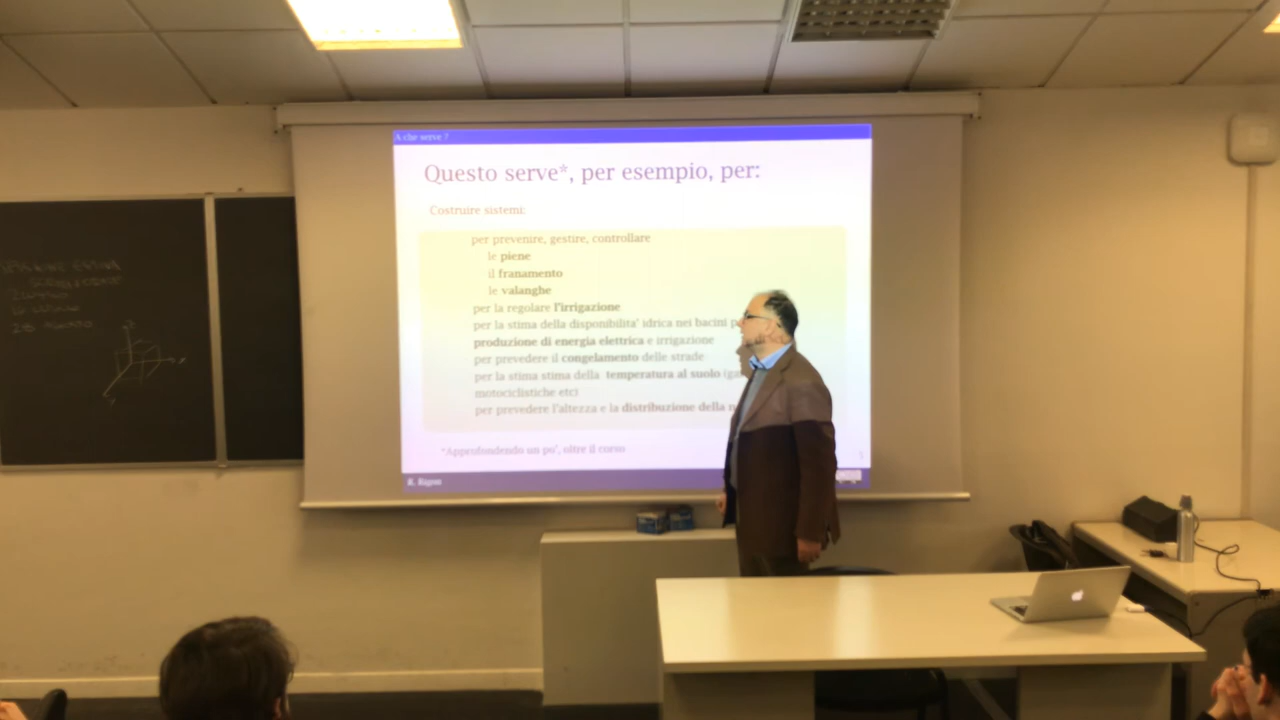 A che serve ?
Questo serve*, per esempio, per:
Costruire sistemi:
per prevenire, gestire, controllare
le piene
il franamento
le valanghe
per la regolare l'irrigazione
per la stima della disponibilita' idrica nei bacini
produzione di energia elettrica e irrigazione
per prevedere il congelamento delle strade
per la stima stima della temperatura al suolo
motociclistiche etc)
per prevedere l'altezza e la distribuzione della
*Approfondendo un po', oltre il corso
R. Rigon